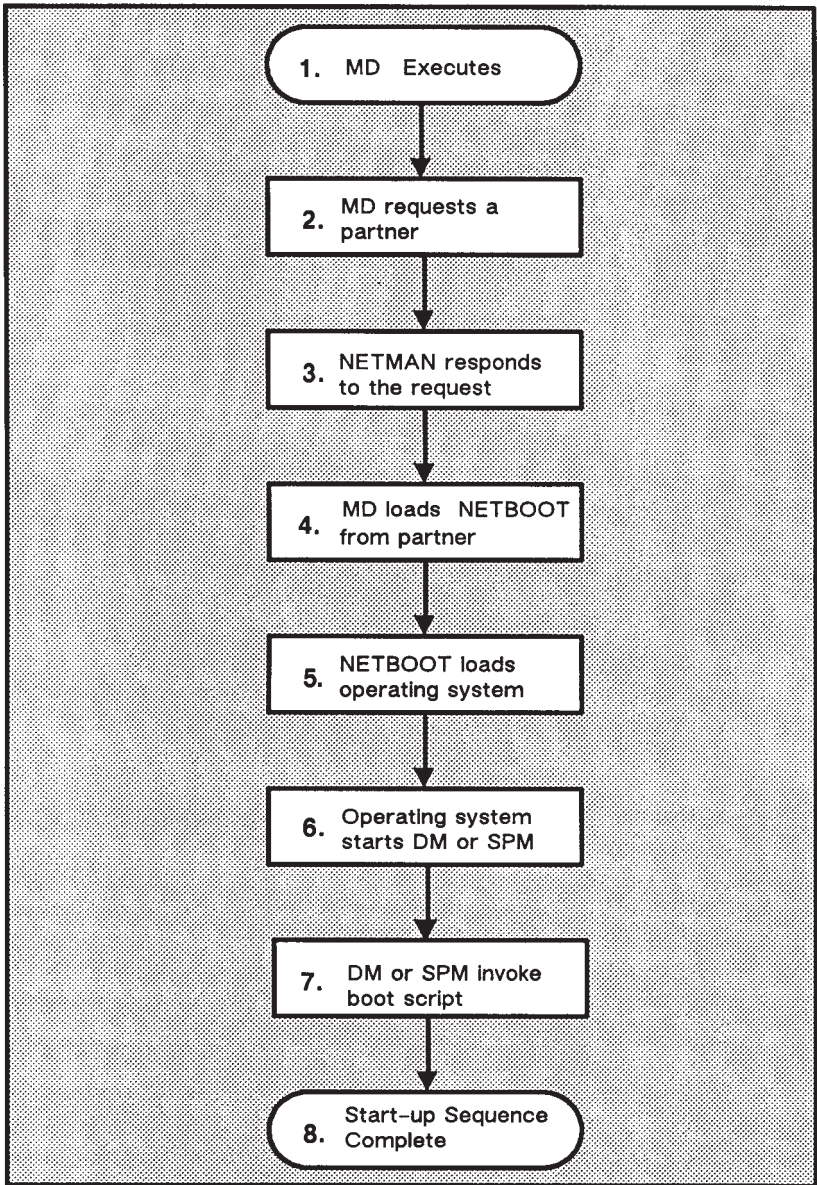 1. MD Executes
2. MD requests a
partner
3. NETMAN responds
to the request
4. MD loads NETBOOT
from partner
5. NETBOOT loads
operating system
6. Operating system
starts DM or SPM
7. DM or SPM invoke
boot script
8. Start-up Sequence
Complete